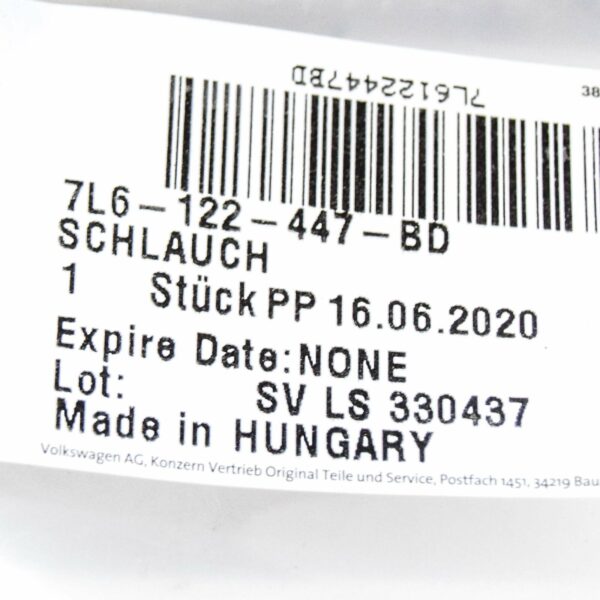 7L6122447BD
38
7L6-122-447-BD
SCHLAUCH
1 Stück PP 16.06.2020
Expire Date:NONE
Lot: SV LS 330437
Made in HUNGARY
Volkswagen AG, Konzern Vertrieb Original Teile und Service, Postfach 1451, 34219 Bau